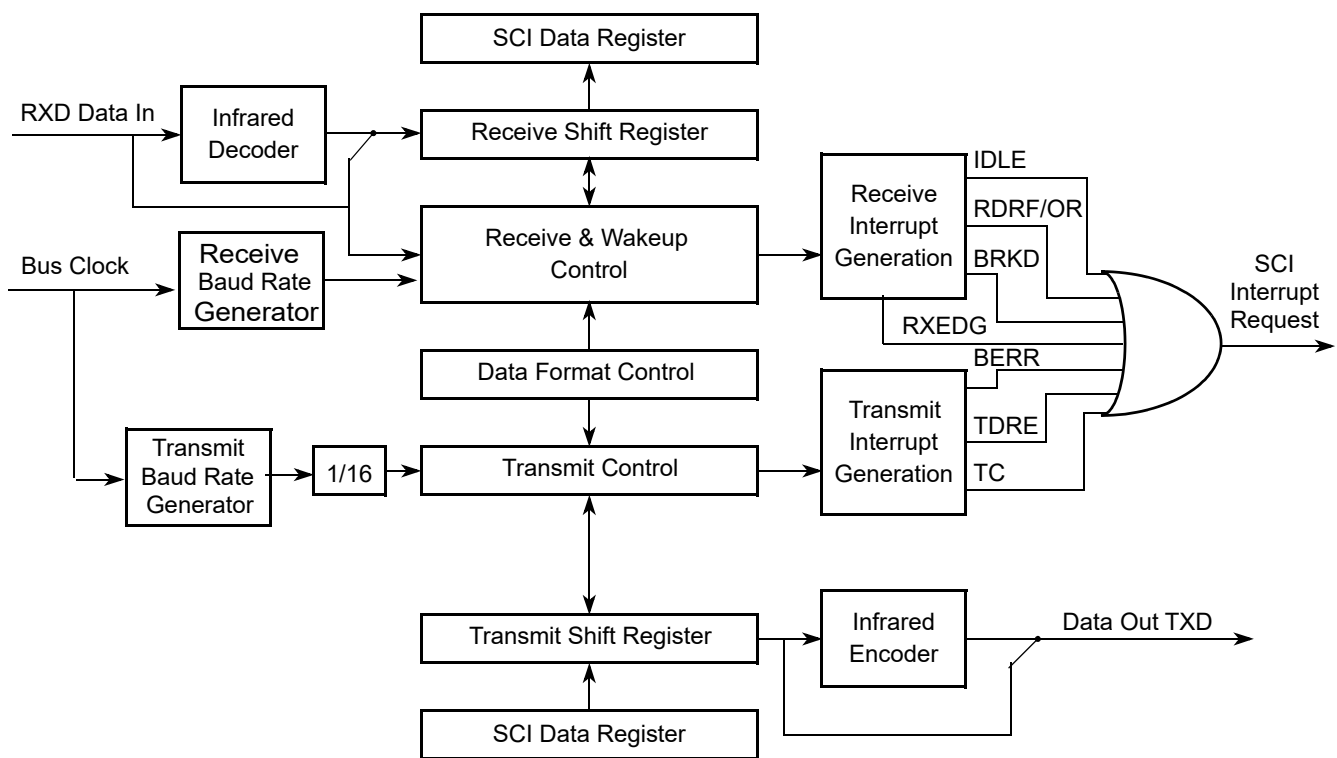 SCI Data Register
RXD Data In
Infrared
Decoder
Receive Shift Register
Receive
Interrupt
Generation
IDLE
RDRF/OR
BRKD
RXEDG
Receive & Wakeup
Control
Bus Clock
Receive
Baud Rate
Generator
SCI
Interrupt
Request
Data Format Control
BERR
Transmit
Interrupt
Generation
TDRE
TC
Transmit
Baud Rate
Generator
1/16
Transmit Control
Transmit Shift Register
Infrared
Encoder
Data Out TXD
SCI Data Register